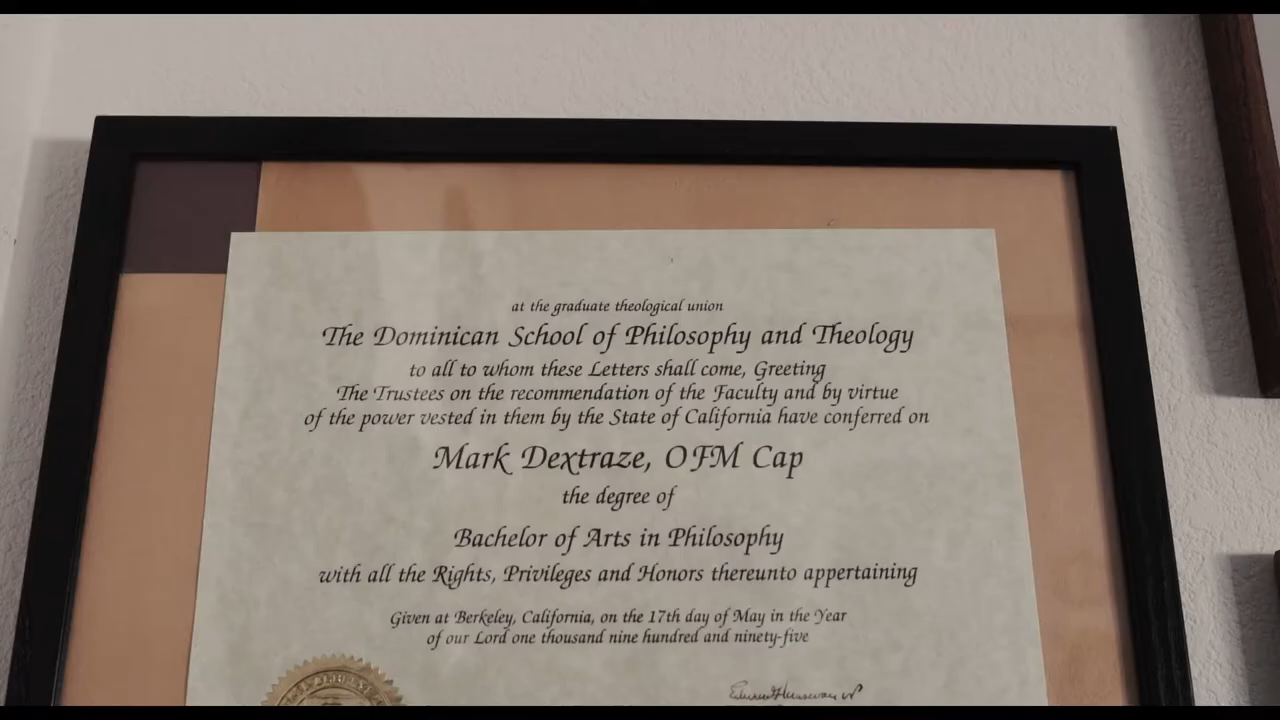 at the graduate theological union
The Dominican School of Philosophy and Theology
to all to whom these Letters shall come, Greeting
The Trustees on the recommendation of the Faculty and by virtue
of the power vested in them by the State of California have conferred on
Mark Dextraze, OFM Cap
the degree of
Bachelor of Arts in Philosophy
with all the Rights, Privileges and Honors thereunto appertaining
Given at Berkeley, California, on the 17th day of May in the Year
of our Lord one thousand nine hundred and ninety-five